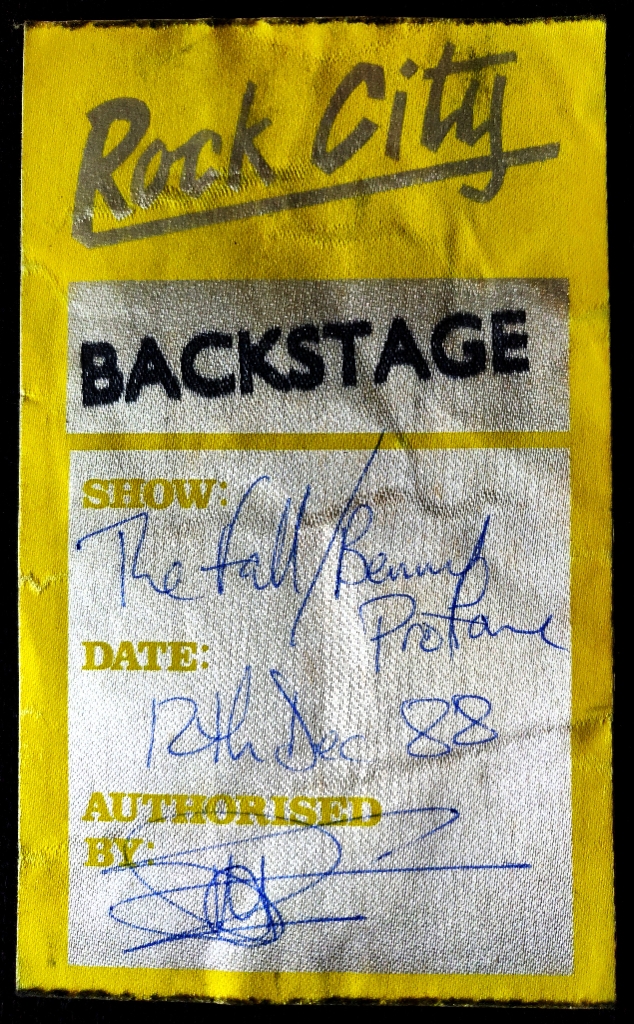 Rock City
BACKSTAGE
SHOW:
The Fall/Benny
Profane
DATE:
12th Dec 88
AUTHORISED
BY: